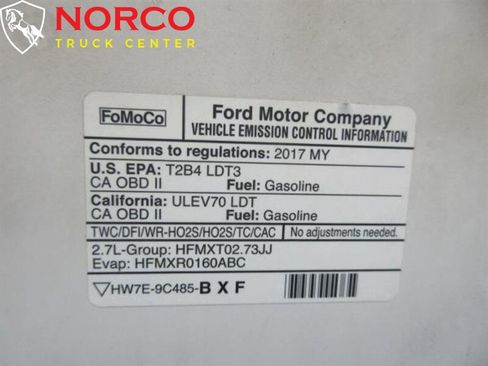 NORCO
TRUCK CENTER
FoMoCo
Ford Motor Company
VEHICLE EMISSION CONTROL INFORMATION
Conforms to regulations: 2017 MY
U.S. EPA: T2B4 LDT3
CA OBD II Fuel: Gasoline
California: ULEV70 LDT
CA OBD II Fuel: Gasoline
TWC/DFI/WR-HO2S/HO2S/TC/CAC No adjustments needed.
2.7L-Group: HFMXT02.73JJ
Evap: HFMXR0160ABC
HW7E-9C485-BXF